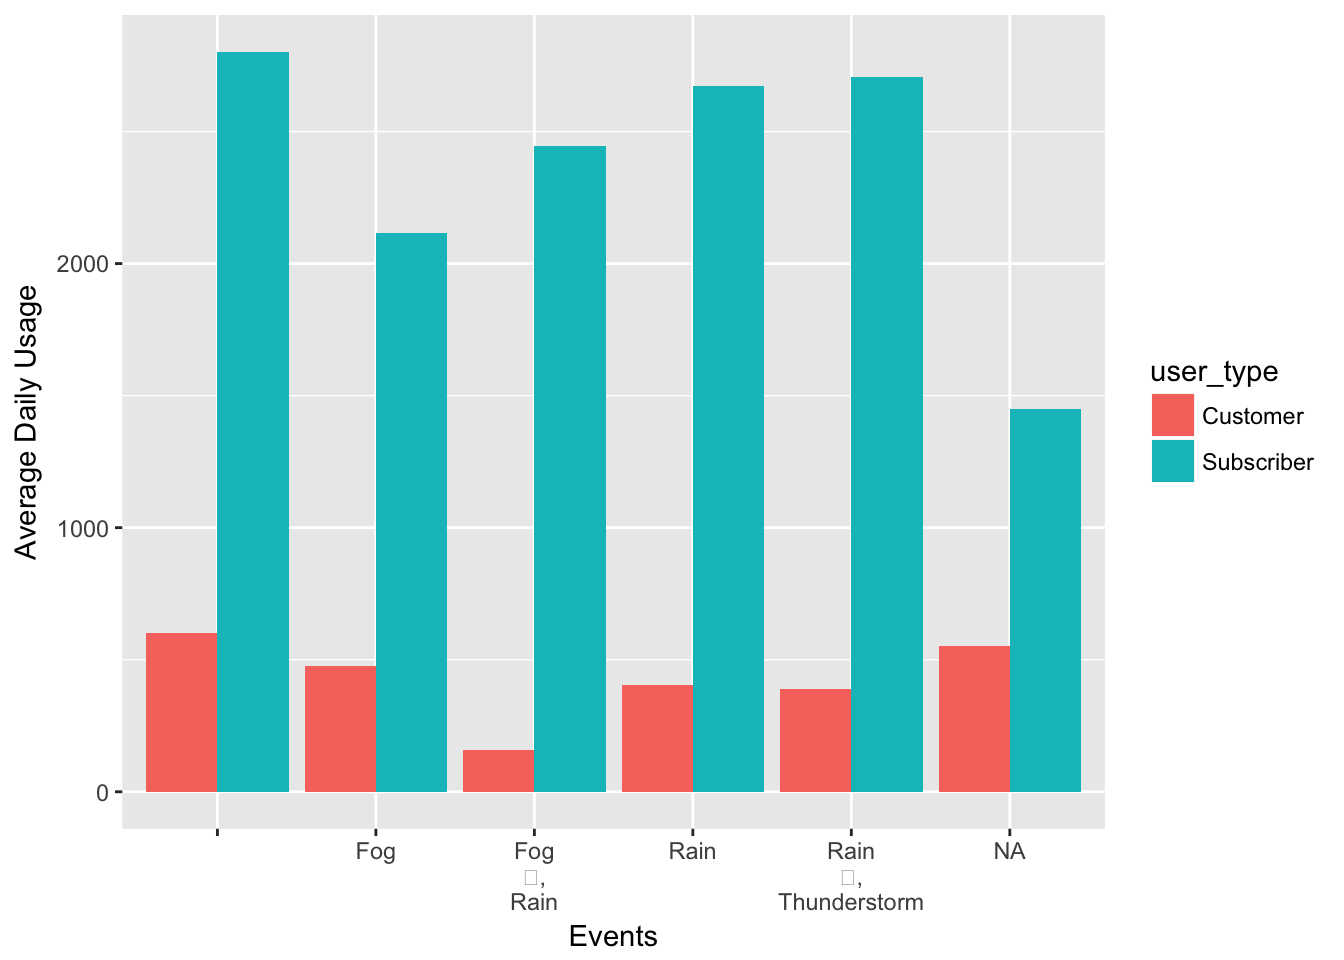 Average Daily Usage
2000
1000
0
Fog
Fog
□,
Rain
Rain
Rain
□,
Thunderstorm
NA
Events
user_type
Customer
Subscriber